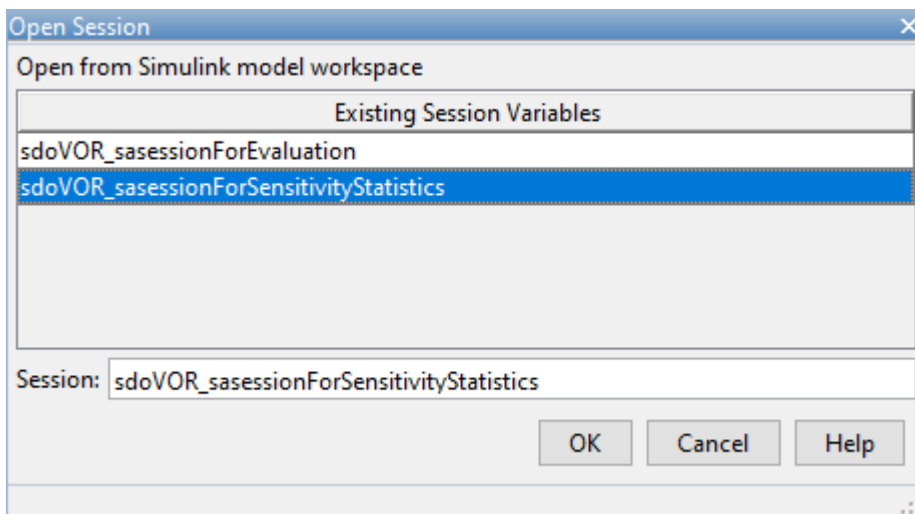 Open Session
Open from Simulink model workspace
Existing Session Variables
sdoVOR_sasessionForEvaluation
sdoVOR_sasessionForSensitivityStatistics
Session: sdoVOR_sasessionForSensitivityStatistics
OK Cancel Help